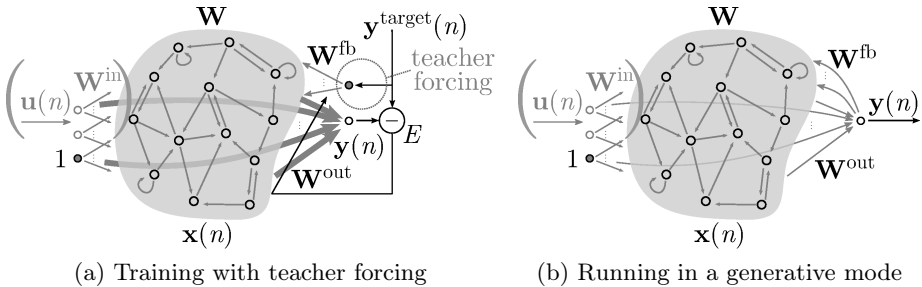 W
y^target(n)
W^fb
teacher
forcing
W^in
u(n)
1
E
y(n)
W^out
x(n)
(a) Training with teacher forcing
W
W^fb
W^in
u(n)
y(n)
1
W^out
x(n)
(b) Running in a generative mode